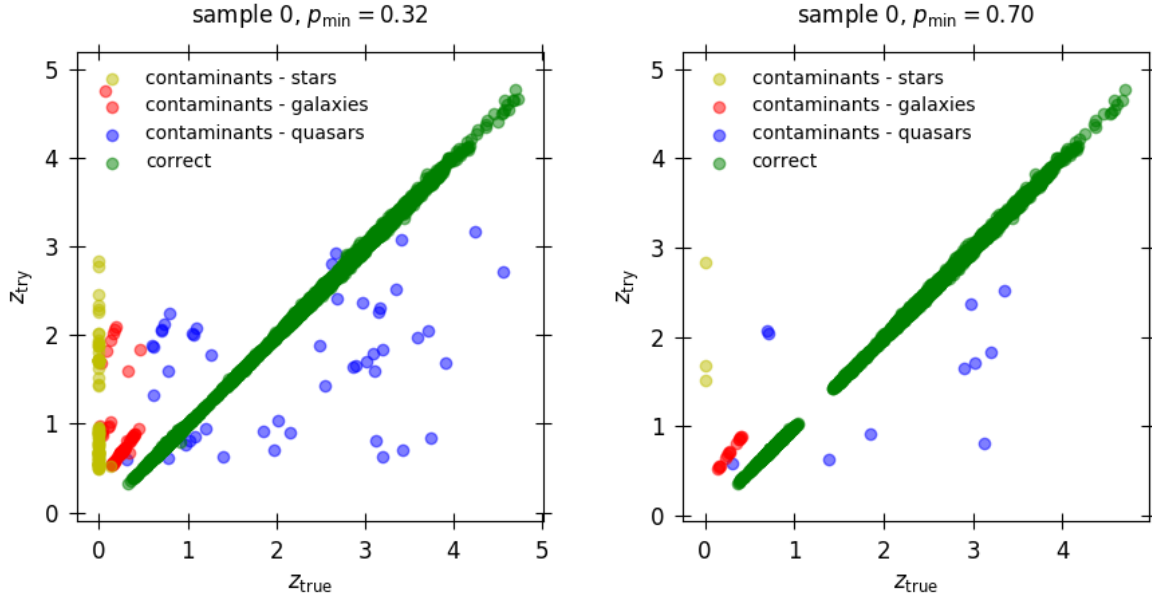 sample 0, p_min = 0.32
5
4
3
2
1
0
z_try
contaminants - stars
contaminants - galaxies
contaminants - quasars
correct
0 1 2 3 4 5
z_true
sample 0, p_min = 0.70
5
4
3
2
1
0
z_try
contaminants - stars
contaminants - galaxies
contaminants - quasars
correct
0 1 2 3 4
z_true